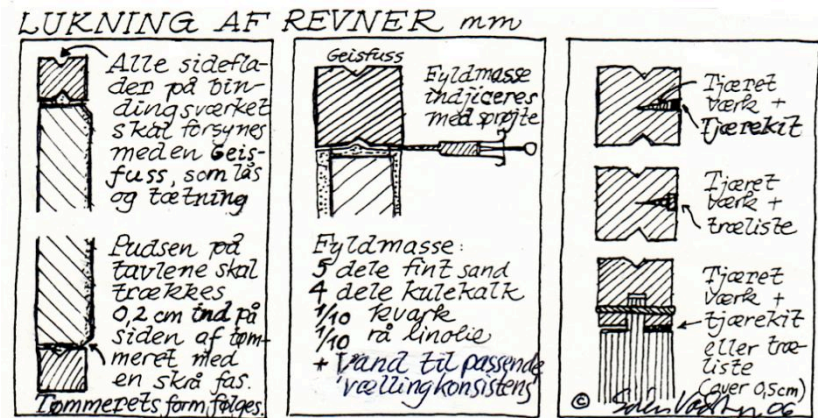 LUKNING AF REVNER mm
Alle sidefla-
der på bin-
dingsværket
skal forsynes
med en Geis-
fuss, som lås
og tætning
Pudsen på
tavlene skal
trækkes
0,2 cm ind på
siden af tøm-
meret med
en skrå fas.
Tømmerets form følges.
Geisfuss
Fyldmasse
indjiceres
med sprøjte
Fyldmasse:
5 dele fint sand
4 dele kulekalk
1/10 kvark
1/10 rå linolie
+ Vand til passende
vællingkonsistens
Tjæret
værk +
Tjærekit
Tjæret
værk +
træliste
Tjæret
værk +
tjærekit
eller træ-
liste
(over 0,5cm)
©